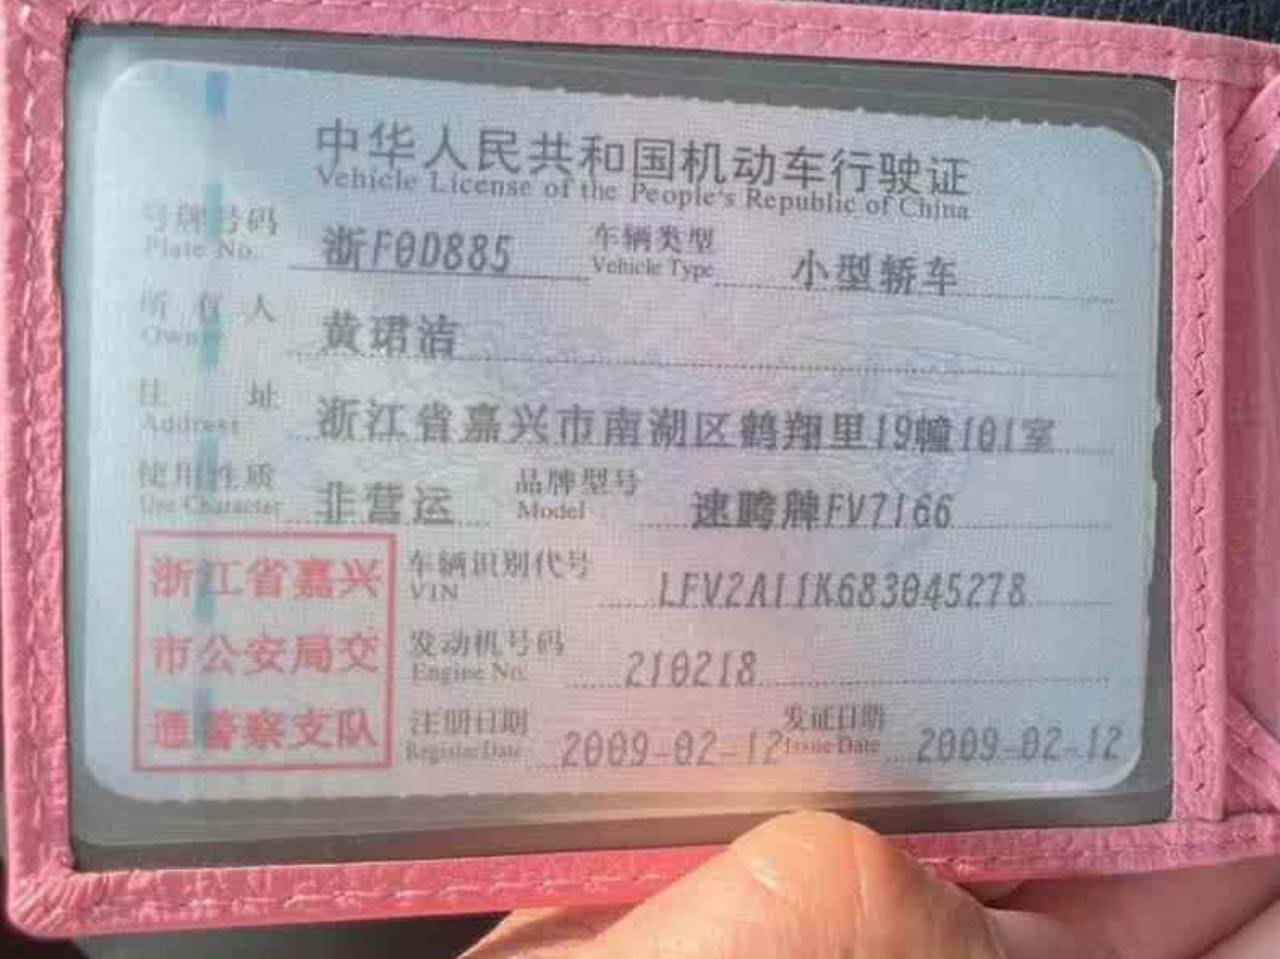 中华人民共和国机动车行驶证
Vehicle License of the People's Republic of China
号牌号码 浙F0D885 车辆类型 小型轿车
Plate No. Vehicle Type
所有人 黄珺洁
Owner
住址 浙江省嘉兴市南湖区鹤翔里19幢101室
Address
使用性质 非营运 品牌型号 速腾牌FV7166
Use Character Model
浙江省嘉兴
市公安局交
通警察支队
车辆识别代号 LFV2A11K683045278
VIN
发动机号码 210218
Engine No.
注册日期 2009-02-12 发证日期 2009-02-12
Register Date Issue Date